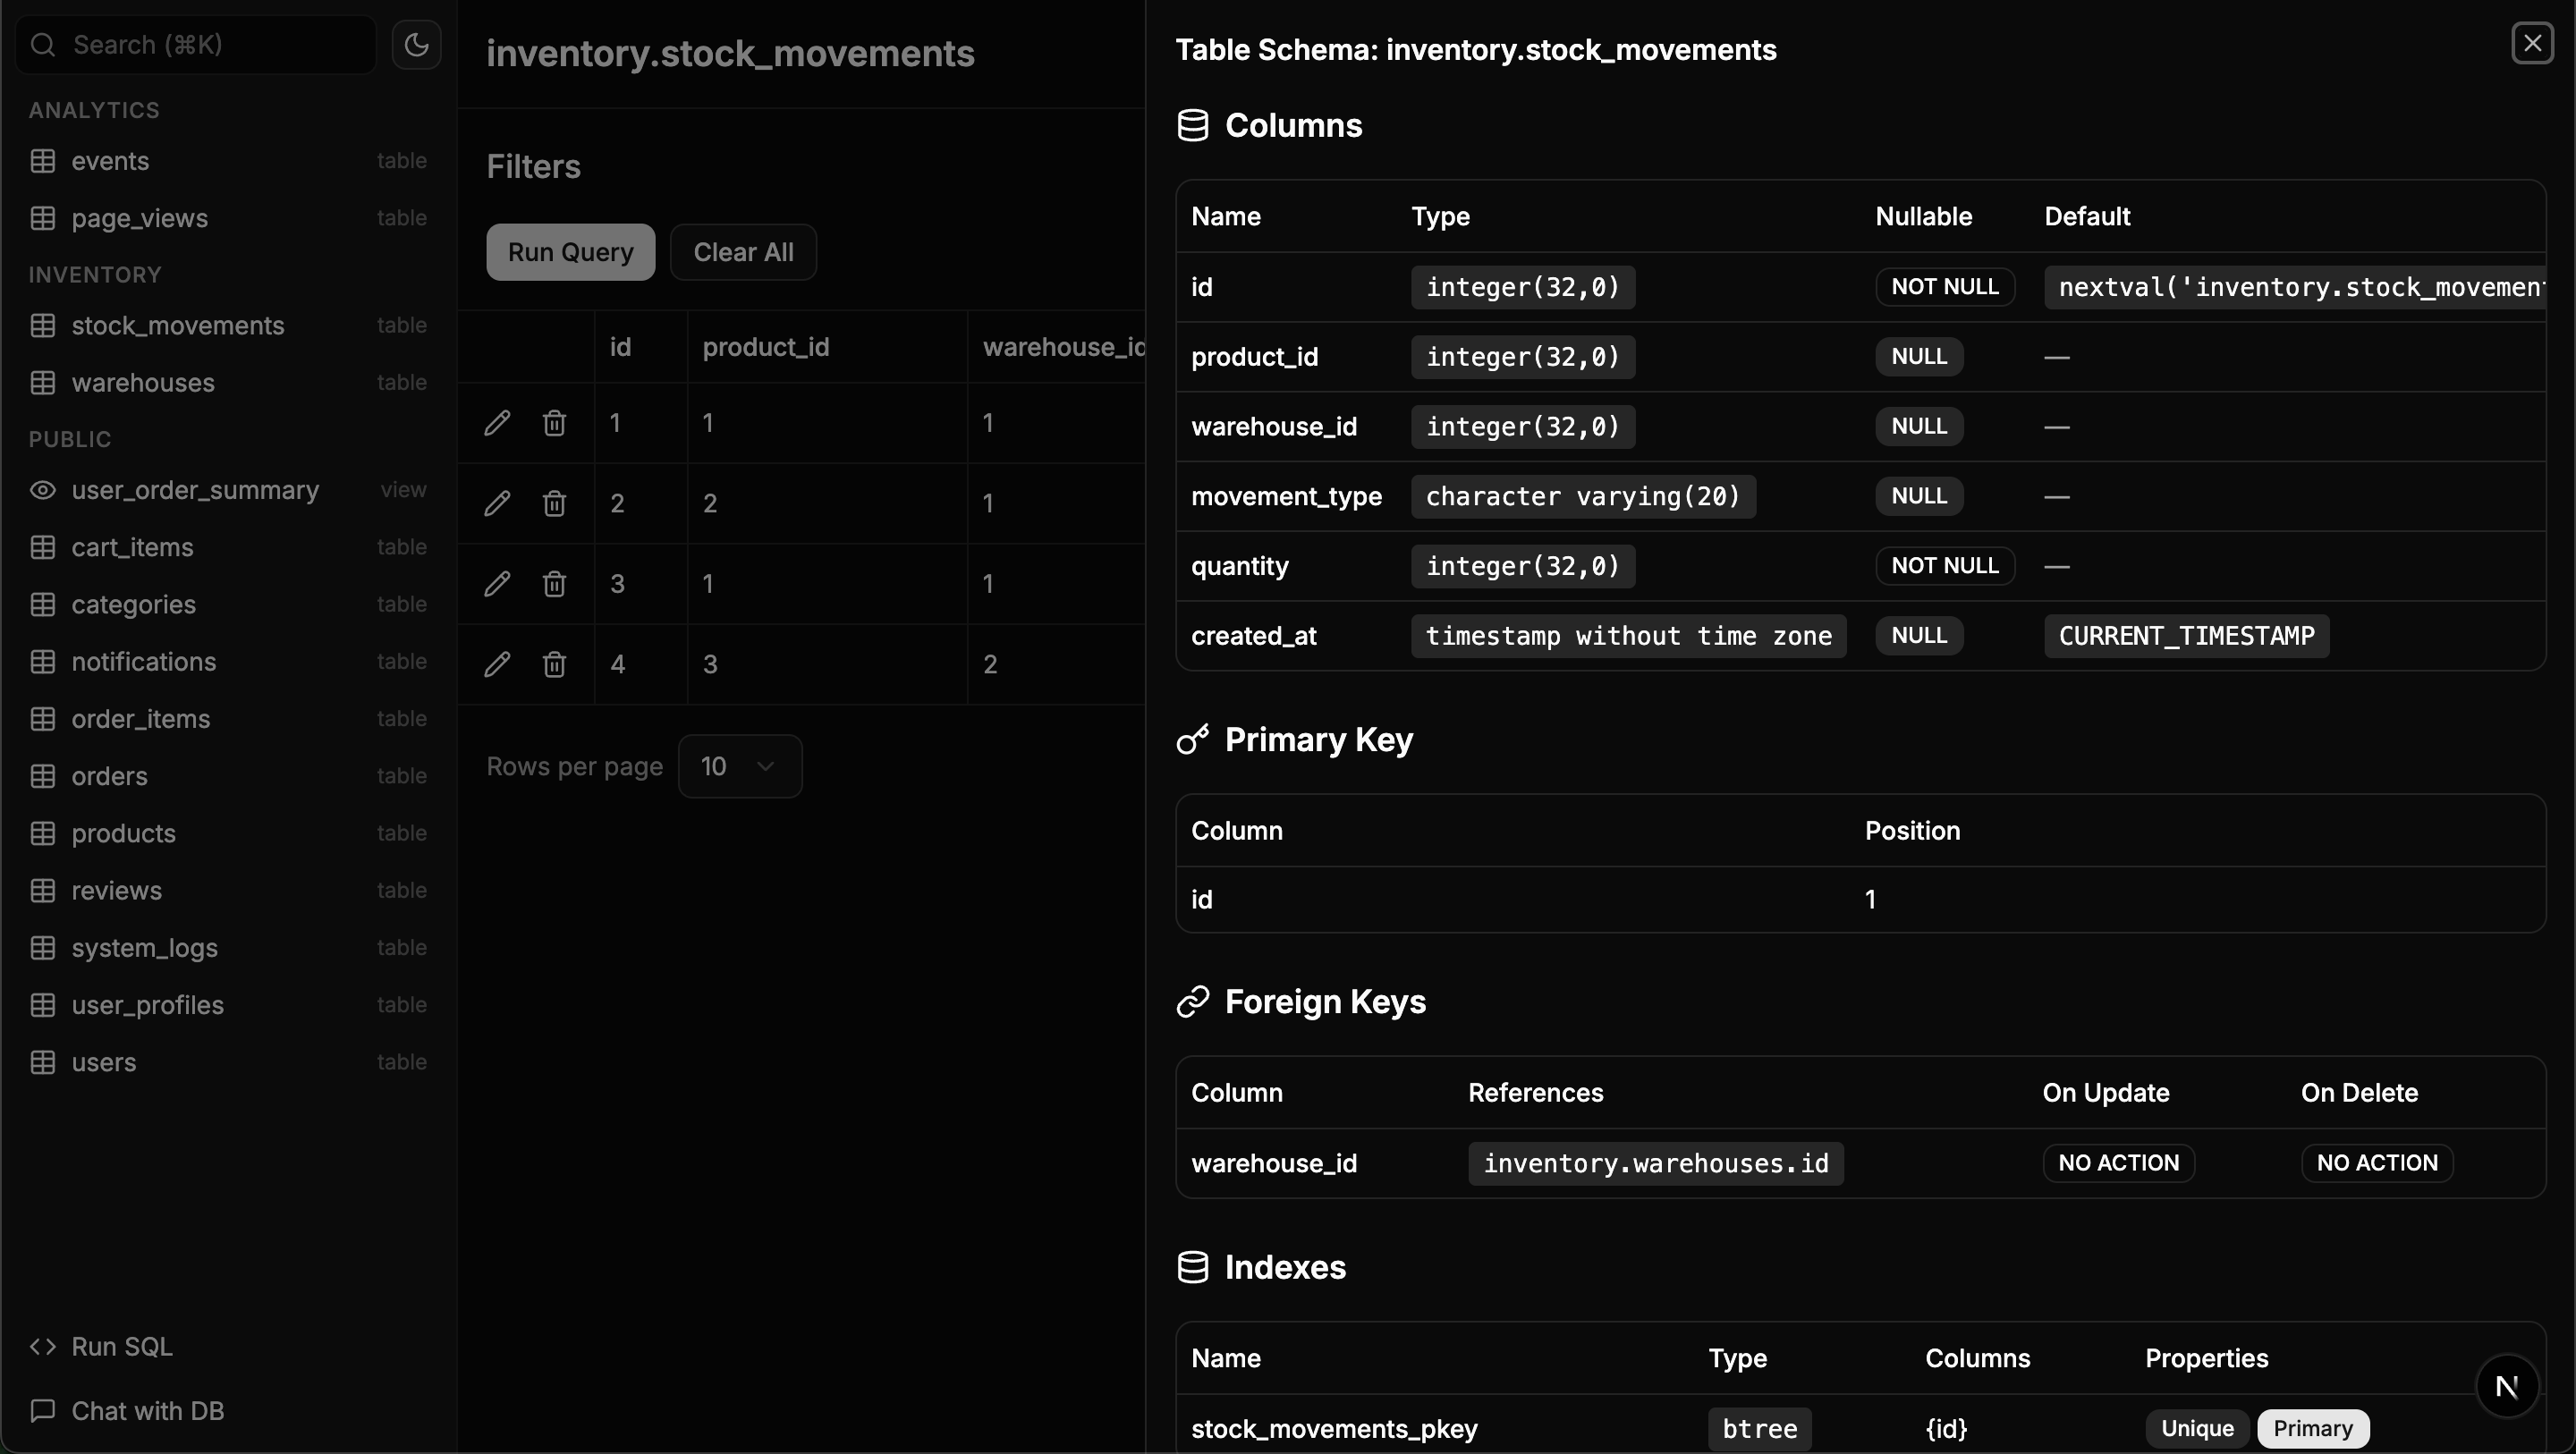 Search (⌘K)
ANALYTICS
events table
page_views table
INVENTORY
stock_movements table
warehouses table
PUBLIC
user_order_summary view
cart_items table
categories table
notifications table
order_items table
orders table
products table
reviews table
system_logs table
user_profiles table
users table
Run SQL
Chat with DB
inventory.stock_movements
Filters
Run Query Clear All
id product_id warehouse_id
1 1 1
2 2 1
3 1 1
4 3 2
Rows per page 10
Table Schema: inventory.stock_movements
Columns
Name Type Nullable Default
id integer(32,0) NOT NULL nextval('inventory.stock_movement
product_id integer(32,0) NULL —
warehouse_id integer(32,0) NULL —
movement_type character varying(20) NULL —
quantity integer(32,0) NOT NULL —
created_at timestamp without time zone NULL CURRENT_TIMESTAMP
Primary Key
Column Position
id 1
Foreign Keys
Column References On Update On Delete
warehouse_id inventory.warehouses.id NO ACTION NO ACTION
Indexes
Name Type Columns Properties
stock_movements_pkey btree {id} Unique Primary
N